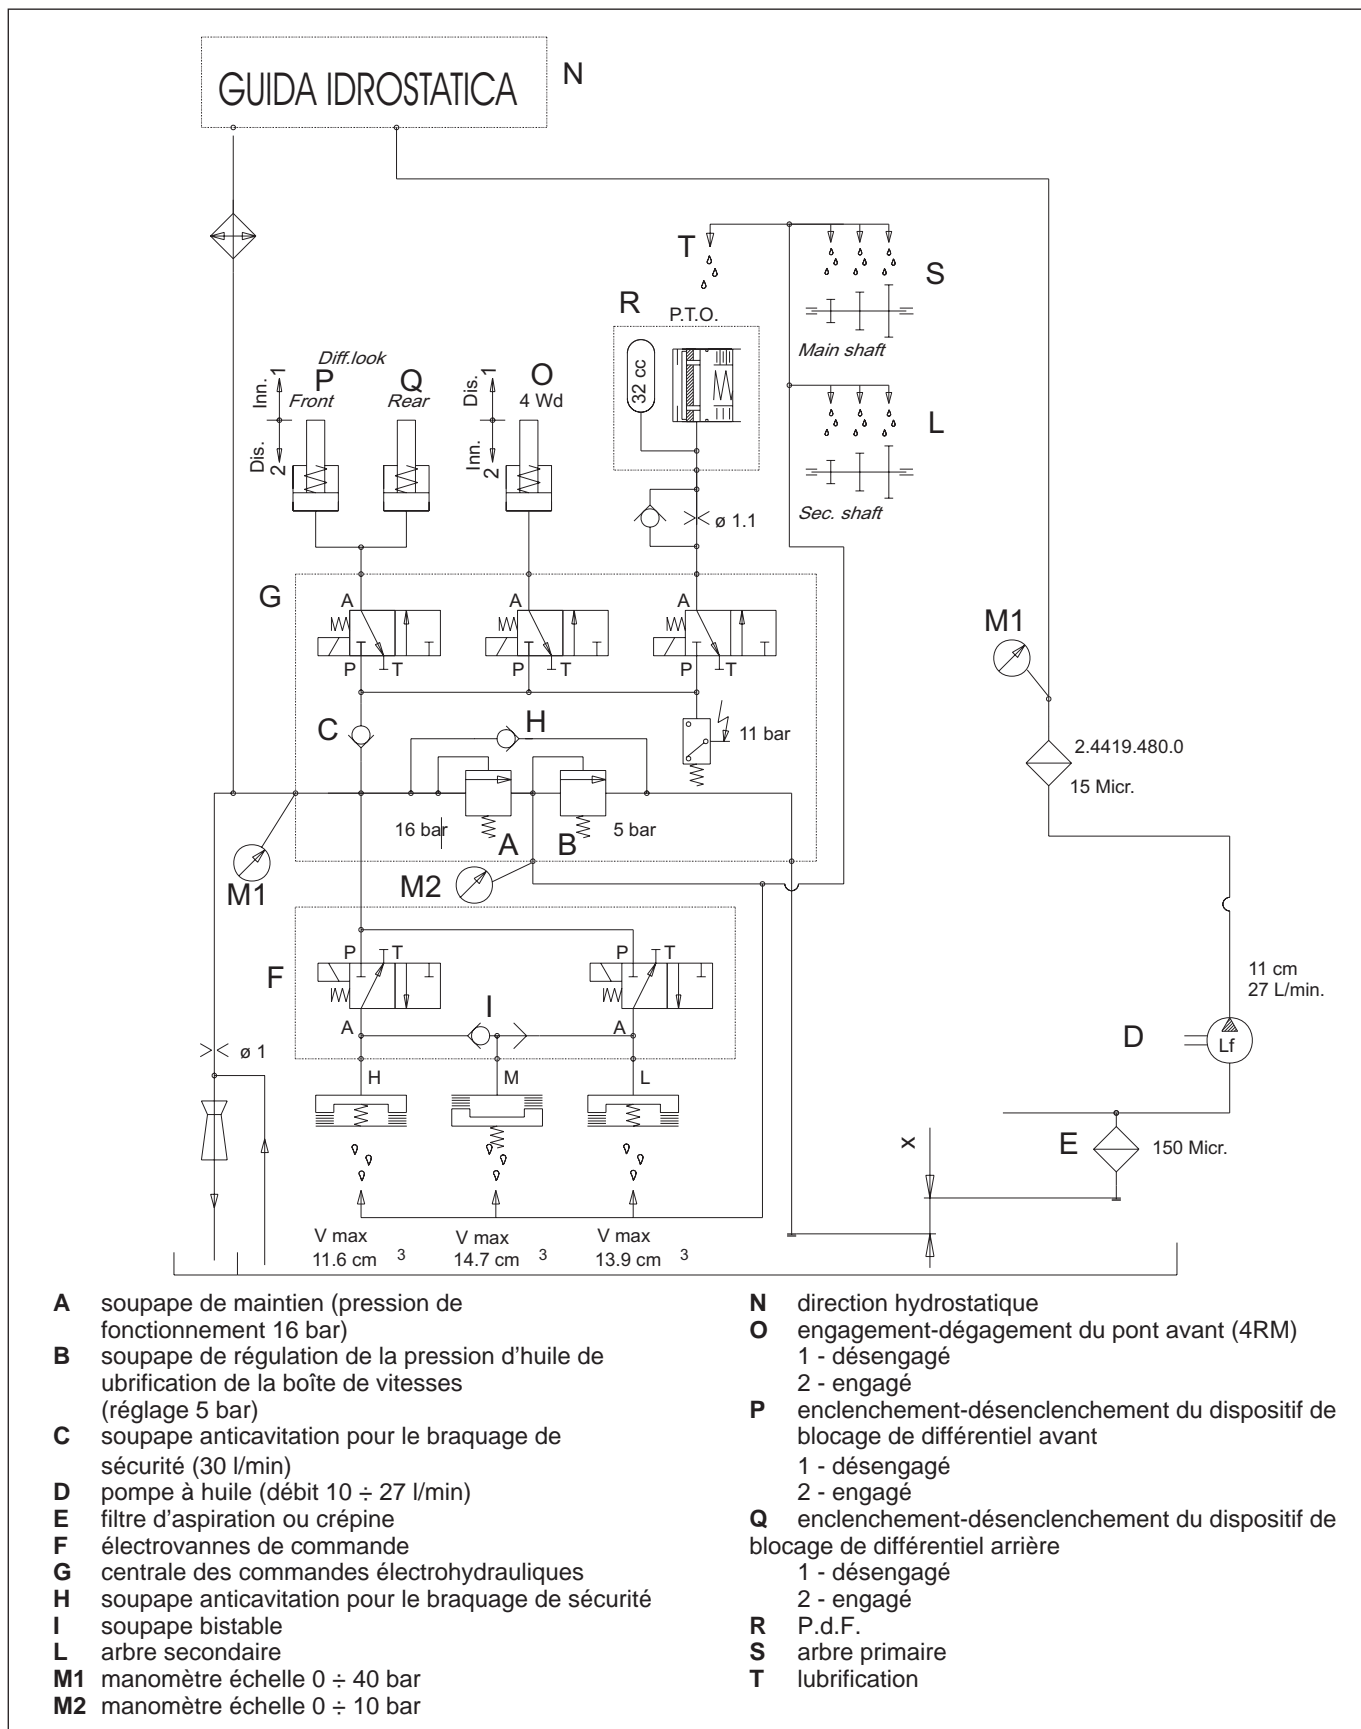 GUIDA IDROSTATICA
N
T
S
R
P.T.O.
32 cc
Main shaft
Diff.look
P
Q
O
Front
Rear
4 Wd
Inn. 1
Dis. 2
Dis. 1
Inn. 2
L
Sec. shaft
ø 1.1
G
A
A
A
P
T
P
T
P
T
M1
C
H
11 bar
2.4419.480.0
15 Micr.
16 bar
A
B
5 bar
M1
M2
F
P
T
P
T
I
A
A
11 cm
27 L/min.
D
Lf
ø 1
H
M
L
x
E
150 Micr.
V max
11.6 cm 3
V max
14.7 cm 3
V max
13.9 cm 3
A soupape de maintien (pression de
fonctionnement 16 bar)
B soupape de régulation de la pression d'huile de
ubrification de la boîte de vitesses
(réglage 5 bar)
C soupape anticavitation pour le braquage de
sécurité (30 l/min)
D pompe à huile (débit 10 ÷ 27 l/min)
E filtre d'aspiration ou crépine
F électrovannes de commande
G centrale des commandes électrohydrauliques
H soupape anticavitation pour le braquage de sécurité
I soupape bistable
L arbre secondaire
M1 manomètre échelle 0 ÷ 40 bar
M2 manomètre échelle 0 ÷ 10 bar
N direction hydrostatique
O engagement-dégagement du pont avant (4RM)
1 - désengagé
2 - engagé
P enclenchement-désenclenchement du dispositif de
blocage de différentiel avant
1 - désengagé
2 - engagé
Q enclenchement-désenclenchement du dispositif de
blocage de différentiel arrière
1 - désengagé
2 - engagé
R P.d.F.
S arbre primaire
T lubrification